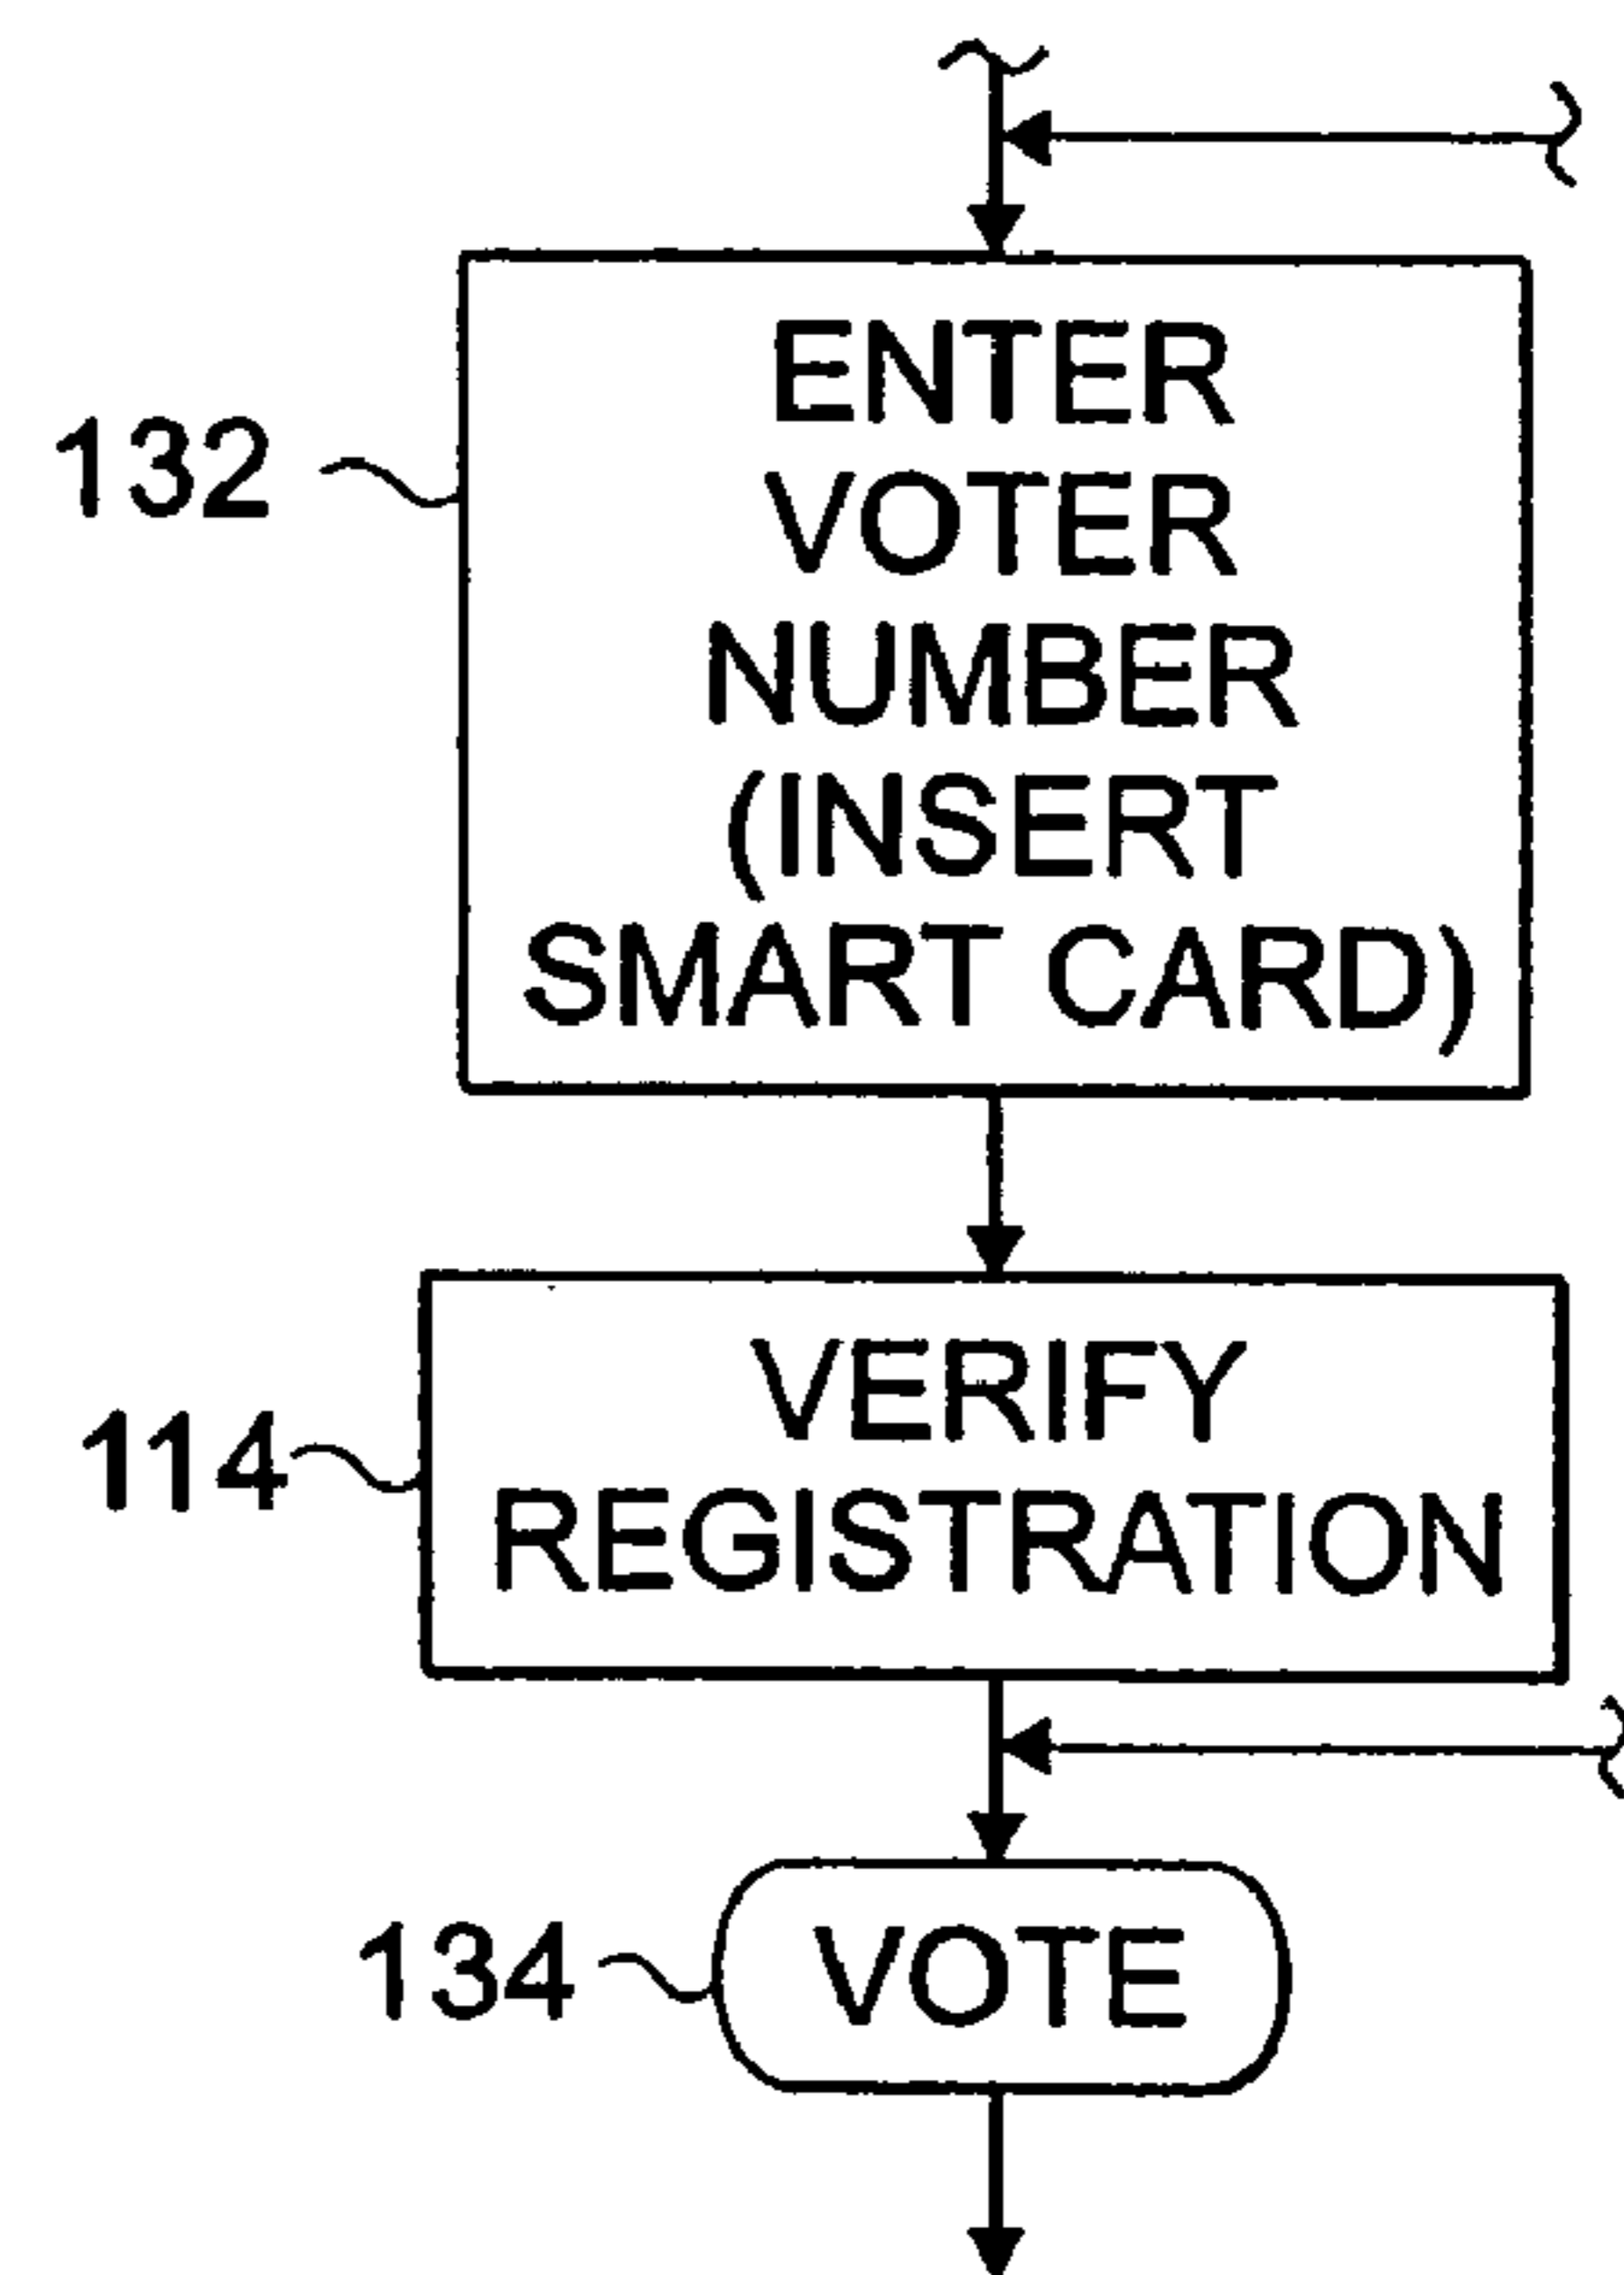 ENTER
VOTER
132
NUMBER
(INSERT
SMART CARD)
VERIFY
114
REGISTRATION
134
VOTE